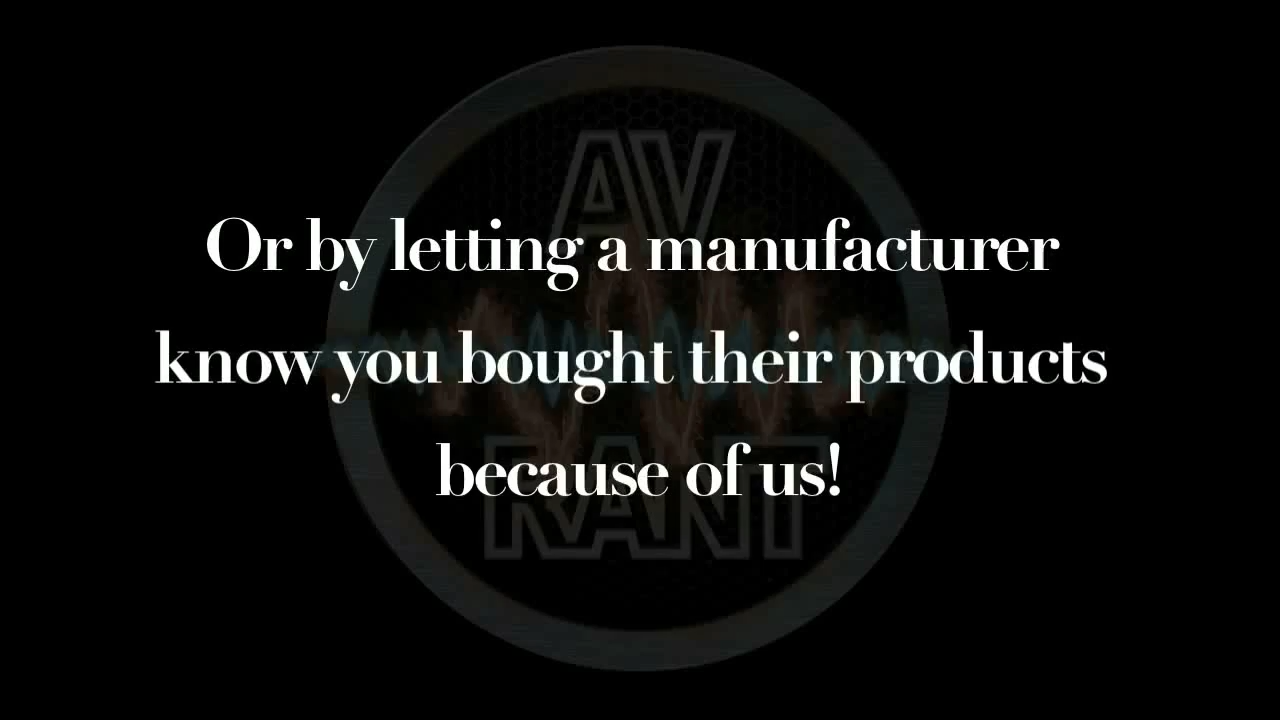 AV
Or by letting a manufacturer
know you bought their products
because of us!
RANT